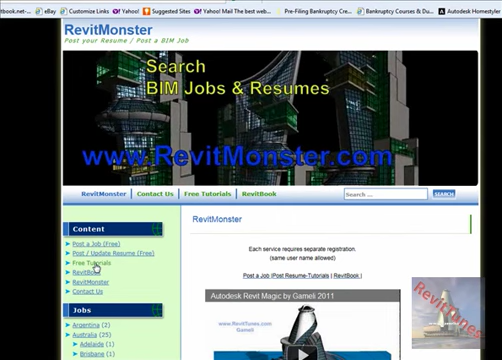 tbook.net-... eBay Customize Links Yahoo! Suggested Sites Yahoo! Mail The best web... Pre-Filing Bankruptcy Cre... Bankruptcy Courses & Du... Autodesk Homestyler
RevitMonster
Post your Resume / Post a BIM Job
Search
BIM Jobs & Resumes
www.RevitMonster.com
RevitMonster Contact Us Free Tutorials RevitBook Search ... SEARCH
Content
Post a Job (Free)
Post / Update Resume (Free)
Free Tutorials
RevitBook
RevitMonster
Contact Us
Jobs
Argentina (2)
Australia (25)
Adelaide (1)
Brisbane (1)
RevitMonster
Each service requires separate registration.
(same user name allowed)
Post a Job |Post Resume-Tutorials | RevitBook |
Autodesk Revit Magic by Gameli 2011
www.RevitTunes.com
Gameli
RevitTunes